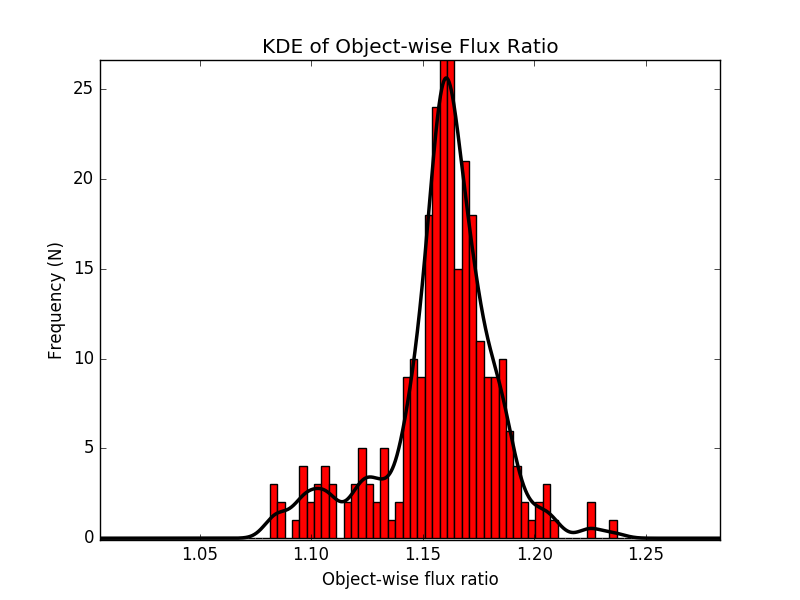 KDE of Object-wise Flux Ratio
25
20
15
10
5
0
Frequency (N)
1.05 1.10 1.15 1.20 1.25
Object-wise flux ratio